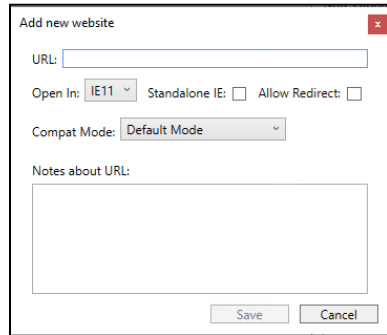 Add new website
x
URL:
Open In: IE11 Standalone IE: Allow Redirect:
Compat Mode: Default Mode
Notes about URL:
Save Cancel